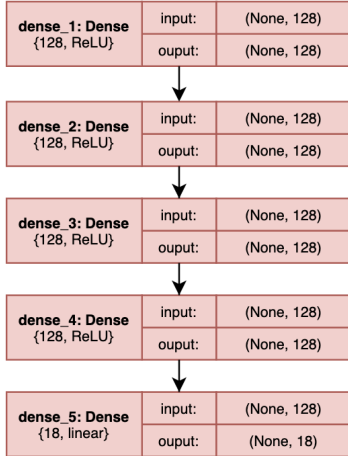 dense_1: Dense
{128, ReLU}
input:
(None, 128)
ouput:
(None, 128)
dense_2: Dense
{128, ReLU}
input:
(None, 128)
ouput:
(None, 128)
dense_3: Dense
{128, ReLU}
input:
(None, 128)
ouput:
(None, 128)
dense_4: Dense
{128, ReLU}
input:
(None, 128)
ouput:
(None, 128)
dense_5: Dense
{18, linear}
input:
(None, 128)
ouput:
(None, 18)